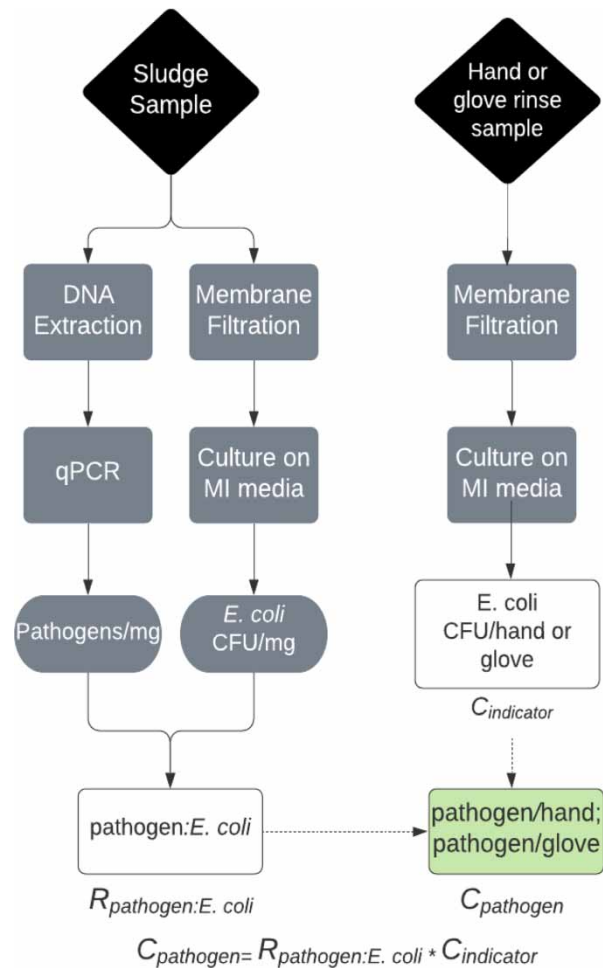 Sludge
Sample
Hand or
glove rinse
sample
DNA
Extraction
Membrane
Filtration
Membrane
Filtration
qPCR
Culture on
MI media
Culture on
MI media
Pathogens/mg
E. coli
CFU/mg
E. coli
CFU/hand or
glove
Cindicator
pathogen:E. coli
pathogen/hand;
pathogen/glove
Rpathogen:E. coli
Cpathogen
Cpathogen= Rpathogen:E. coli * Cindicator